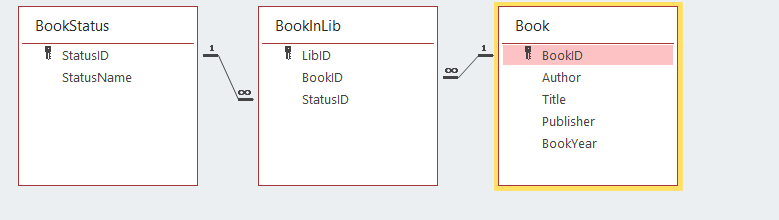 BookStatus
StatusID
StatusName
1
∞
BookInLib
LibID
BookID
StatusID
∞
1
Book
BookID
Author
Title
Publisher
BookYear